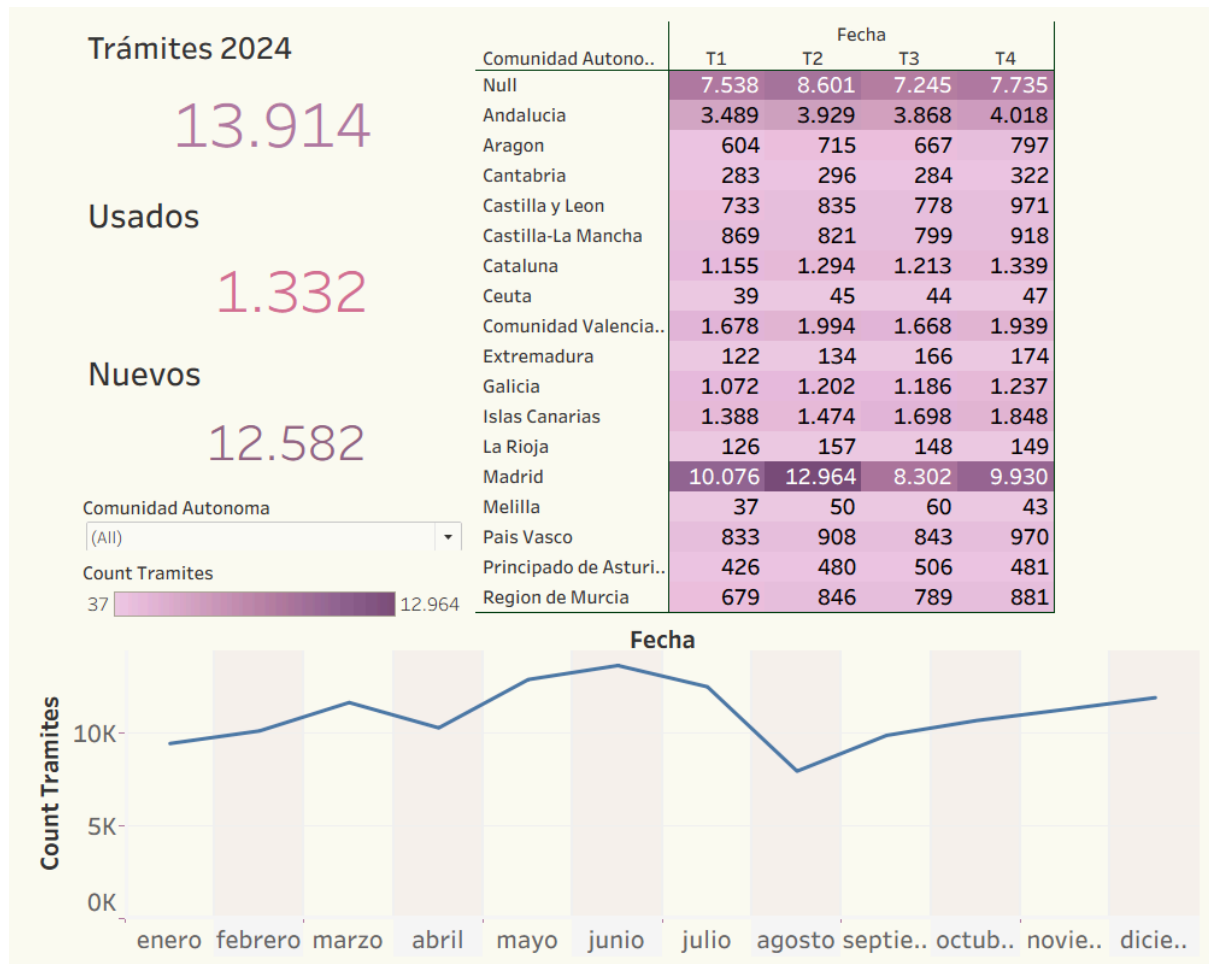 Trámites 2024
13.914
Usados
1.332
Nuevos
12.582
Comunidad Autonoma
(All)
Count Tramites
37 12.964
Fecha
Comunidad Autono.. T1 T2 T3 T4
Null 7.538 8.601 7.245 7.735
Andalucia 3.489 3.929 3.868 4.018
Aragon 604 715 667 797
Cantabria 283 296 284 322
Castilla y Leon 733 835 778 971
Castilla-La Mancha 869 821 799 918
Cataluna 1.155 1.294 1.213 1.339
Ceuta 39 45 44 47
Comunidad Valencia.. 1.678 1.994 1.668 1.939
Extremadura 122 134 166 174
Galicia 1.072 1.202 1.186 1.237
Islas Canarias 1.388 1.474 1.698 1.848
La Rioja 126 157 148 149
Madrid 10.076 12.964 8.302 9.930
Melilla 37 50 60 43
Pais Vasco 833 908 843 970
Principado de Asturi.. 426 480 506 481
Region de Murcia 679 846 789 881
Fecha
Count Tramites
10K
5K
0K
enero febrero marzo abril mayo junio julio agosto septie.. octub.. novie.. dicie..